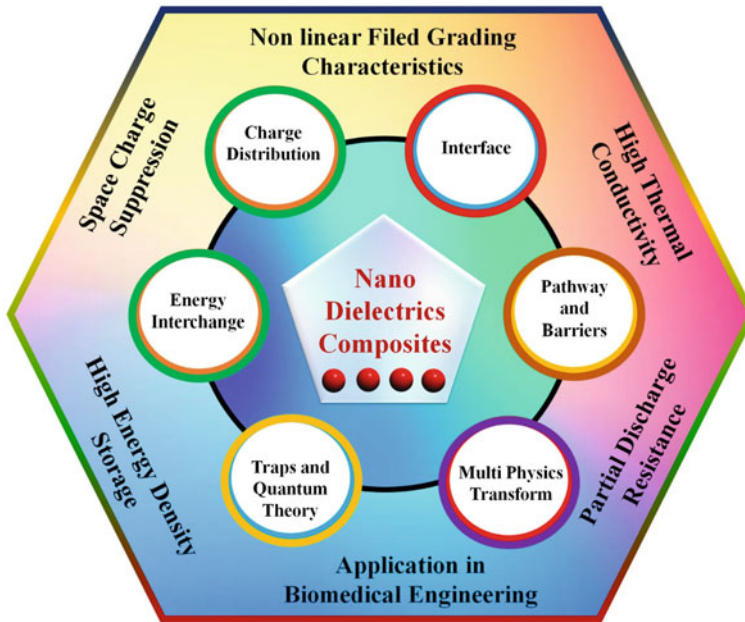 Non linear Filed Grading
Characteristics
Space Charge
Suppression
High Thermal
Conductivity
Charge
Distribution
Interface
Energy
Interchange
Nano
Dielectrics
Composites
Pathway
and
Barriers
Traps and
Quantum
Theory
Multi Physics
Transform
High Energy Density
Storage
Partial Discharge
Resistance
Application in
Biomedical Engineering